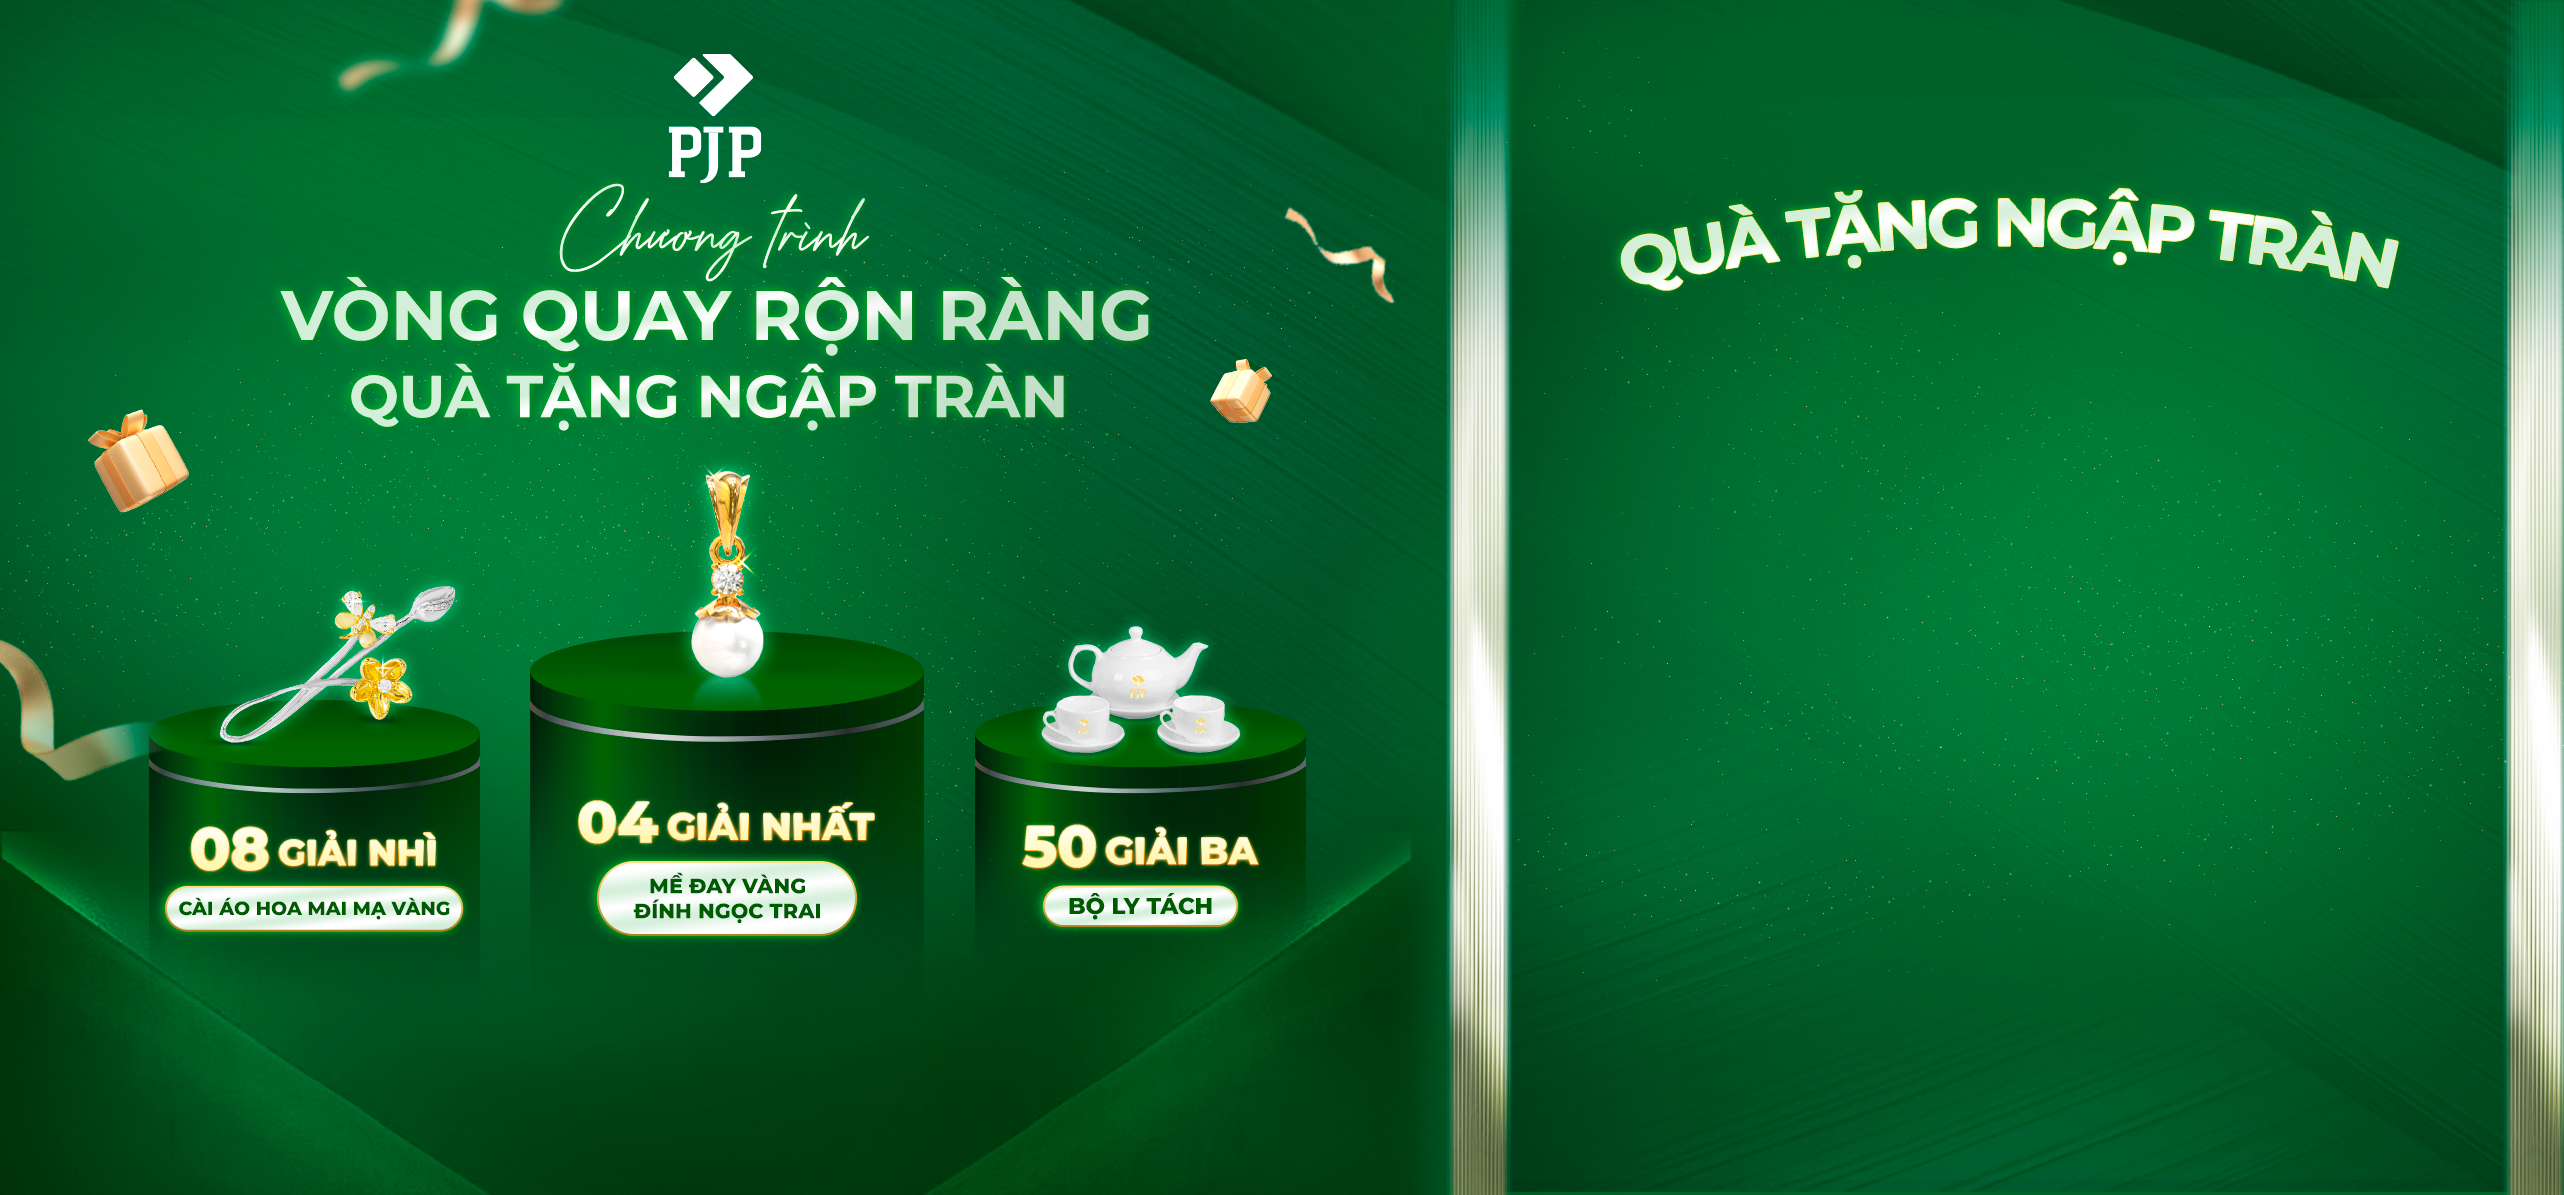 PJP
Chương trình
VÒNG QUAY RỘN RÀNG
QUÀ TẶNG NGẬP TRÀN
08 GIẢI NHÌ
CÀI ÁO HOA MAI MẠ VÀNG
04 GIẢI NHẤT
MỀ ĐAY VÀNG
ĐÍNH NGỌC TRAI
50 GIẢI BA
BỘ LY TÁCH
PJP
QUÀ TẶNG NGẬP TRÀN